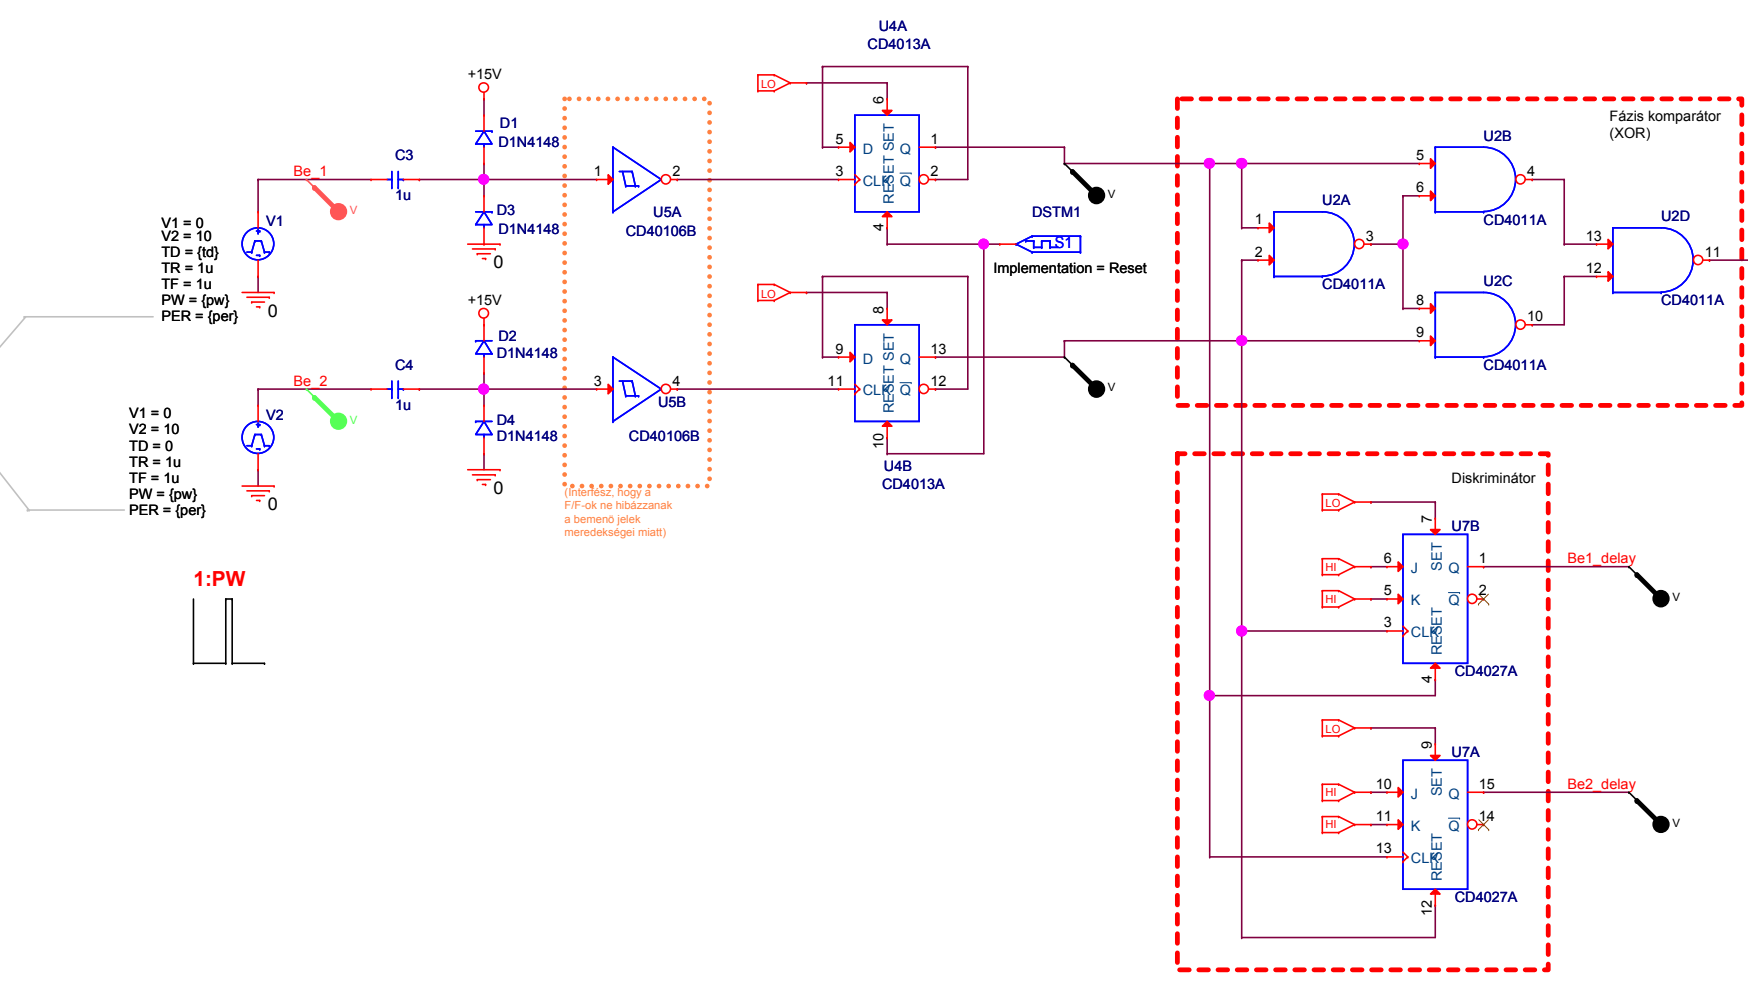 U4A
CD4013A
LO
6
5
D
SET
Q
1
3
CLK
Q
2
RESET
4
+15V
D1
D1N4148
Be_1
V
C3
1u
D3
D1N4148
0
1
2
U5A
CD40106B
V1
V1 = 0
V2 = 10
TD = {td}
TR = 1u
TF = 1u
PW = {pw}
PER = {per}
0
V
DSTM1
S1
Implementation = Reset
LO
8
9
D
SET
Q
13
11
CLK
Q
12
RESET
10
U4B
CD4013A
V
+15V
D2
D1N4148
Be_2
V
C4
1u
D4
D1N4148
0
3
4
U5B
CD40106B
V2
V1 = 0
V2 = 10
TD = 0
TR = 1u
TF = 1u
PW = {pw}
PER = {per}
0
(Interfész, hogy a
F/F-ok ne hibázzanak
a bemenő jelek
meredekségei miatt)
1:PW
Fázis komparátor
(XOR)
U2B
5
6
4
CD4011A
U2A
1
2
3
CD4011A
U2D
13
12
11
CD4011A
U2C
8
9
10
CD4011A
Diskriminátor
LO
7
U7B
HI
6
J
SET
Q
1
Be1_delay
V
HI
5
K
Q
2
3
CLK
RESET
4
CD4027A
LO
9
U7A
HI
10
J
SET
Q
15
Be2_delay
V
HI
11
K
Q
14
13
CLK
RESET
12
CD4027A